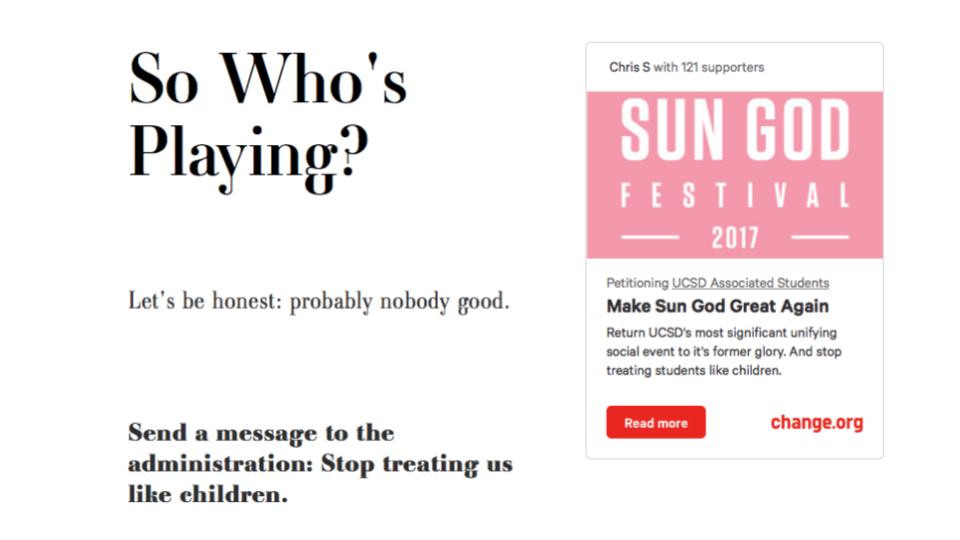 So Who's
Playing?
Let's be honest: probably nobody good.
Send a message to the
administration: Stop treating us
like children.
Chris S with 121 supporters
SUN GOD
FESTIVAL
2017
Petitioning UCSD Associated Students
Make Sun God Great Again
Return UCSD's most significant unifying
social event to it's former glory. And stop
treating students like children.
Read more
change.org